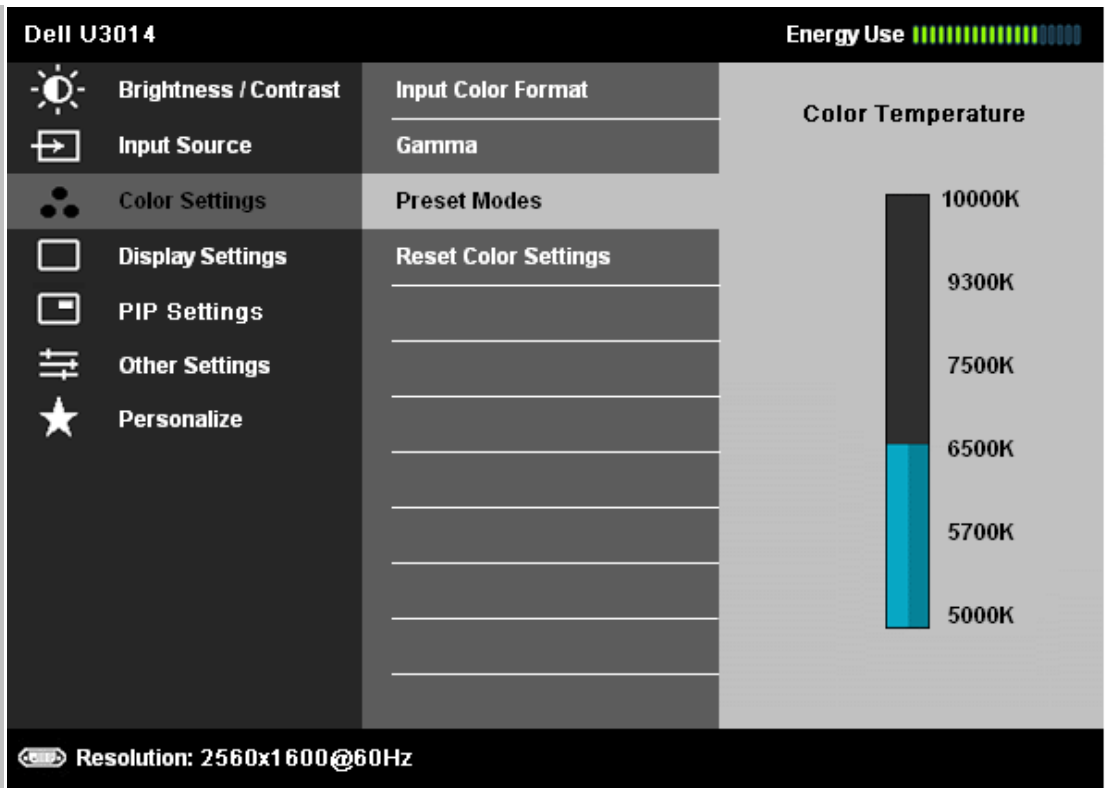 Dell U3014
Energy Use
Brightness / Contrast
Input Source
Color Settings
Display Settings
PIP Settings
Other Settings
Personalize
Input Color Format
Gamma
Preset Modes
Reset Color Settings
Color Temperature
10000K
9300K
7500K
6500K
5700K
5000K
Resolution: 2560x1600@60Hz